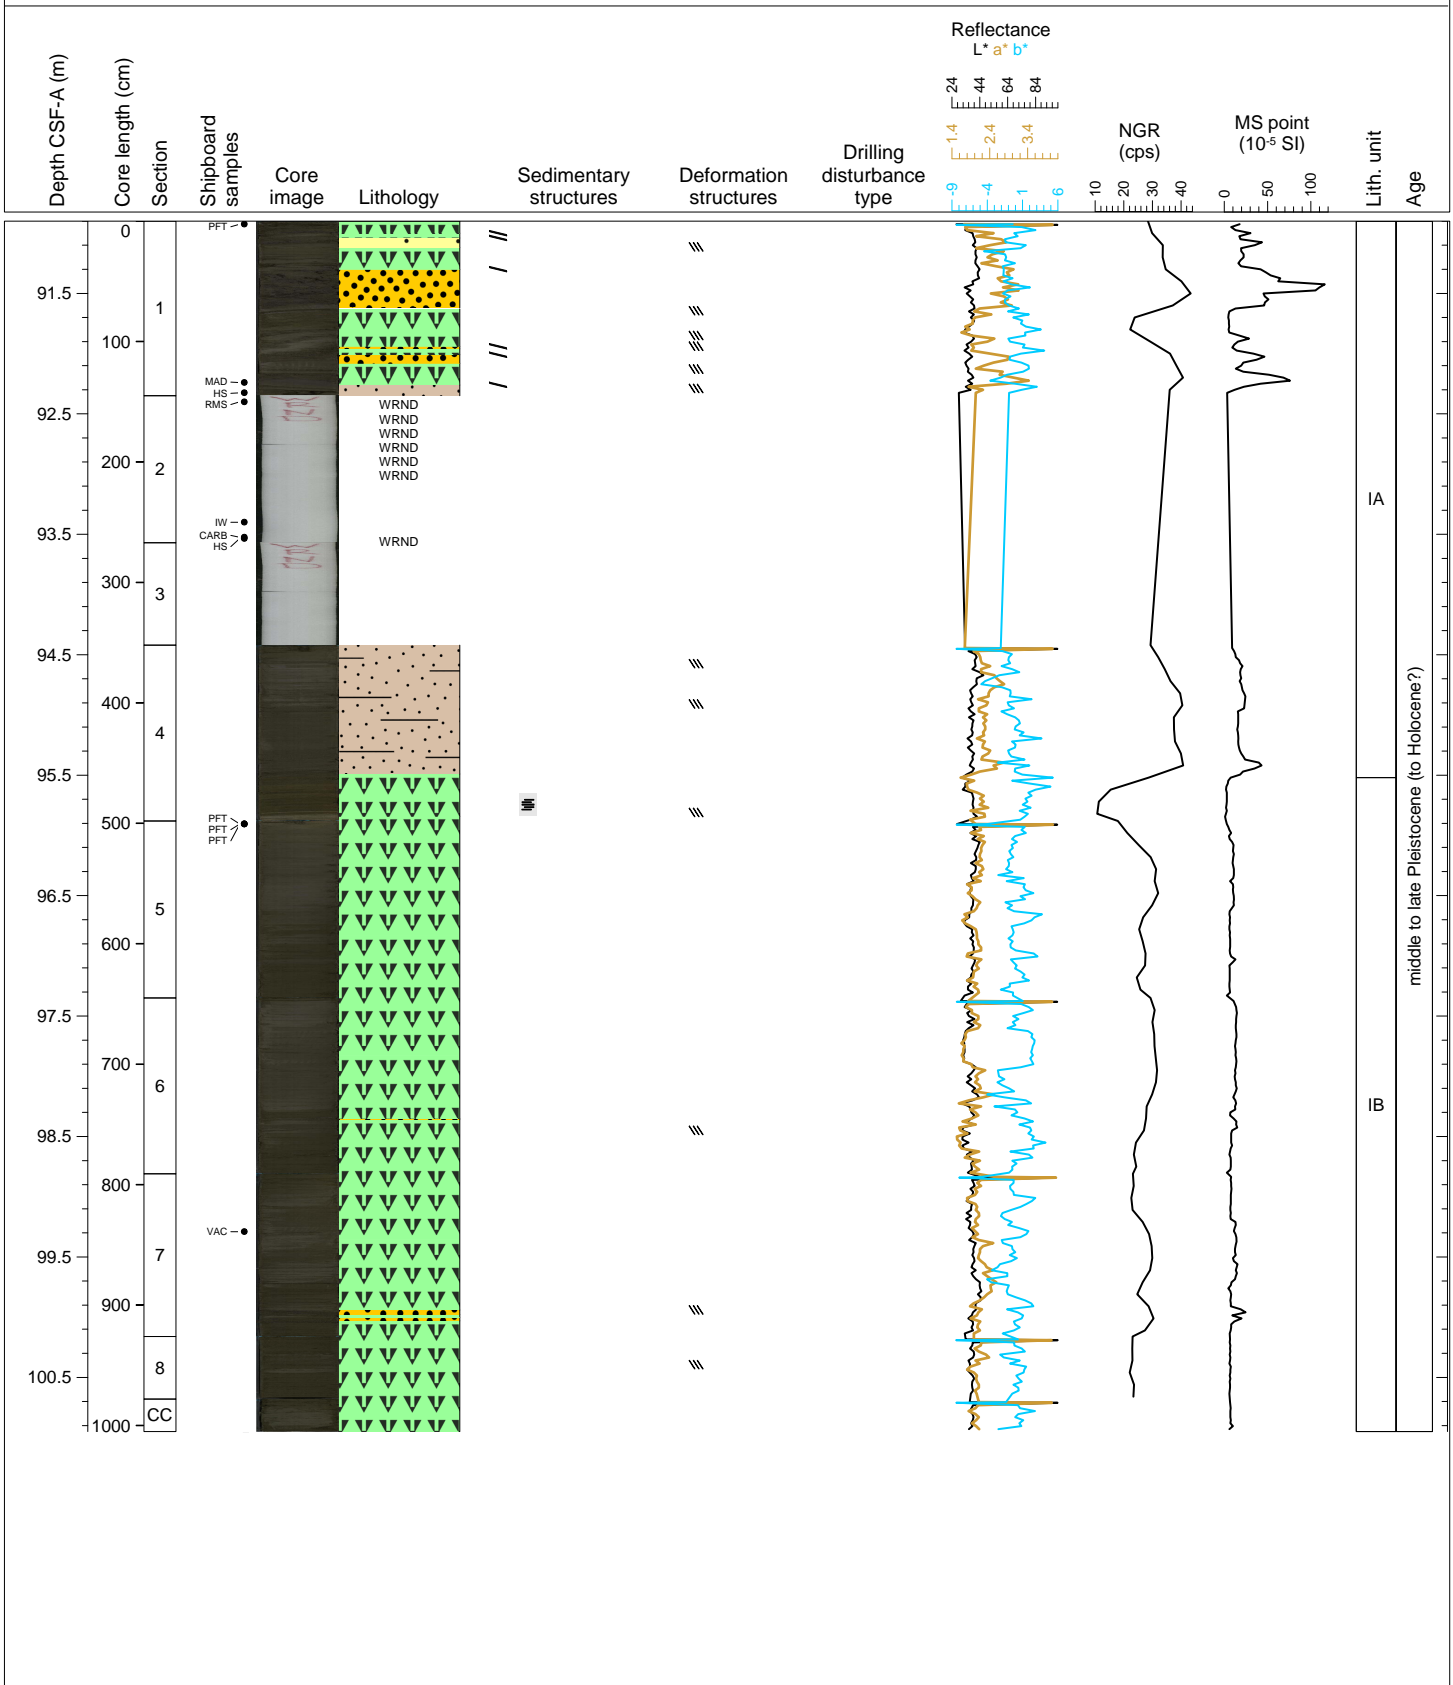 Depth CSF-A (m)
Core length (cm)
Section
Shipboard
samples
Core
image
Lithology
Sedimentary
structures
Deformation
structures
Drilling
disturbance
type
Reflectance
L* a* b*
24 44 64 84
1.4 2.4 3.4
-9 -4 1 6
NGR
(cps)
10 20 30 40
MS point
(10-5 SI)
0 50 100
Lith. unit
Age
0
PFT
91.5
1
100
MAD
HS
RMS
WRND
92.5
WRND
WRND
WRND
200
2
WRND
WRND
IA
IW
93.5
CARB
HS
WRND
300
3
94.5
400
4
95.5
500
PFT
PFT
PFT
96.5
5
600
middle to late Pleistocene (to Holocene?)
97.5
700
6
IB
98.5
800
VAC
99.5
7
900
8
100.5
CC
1000